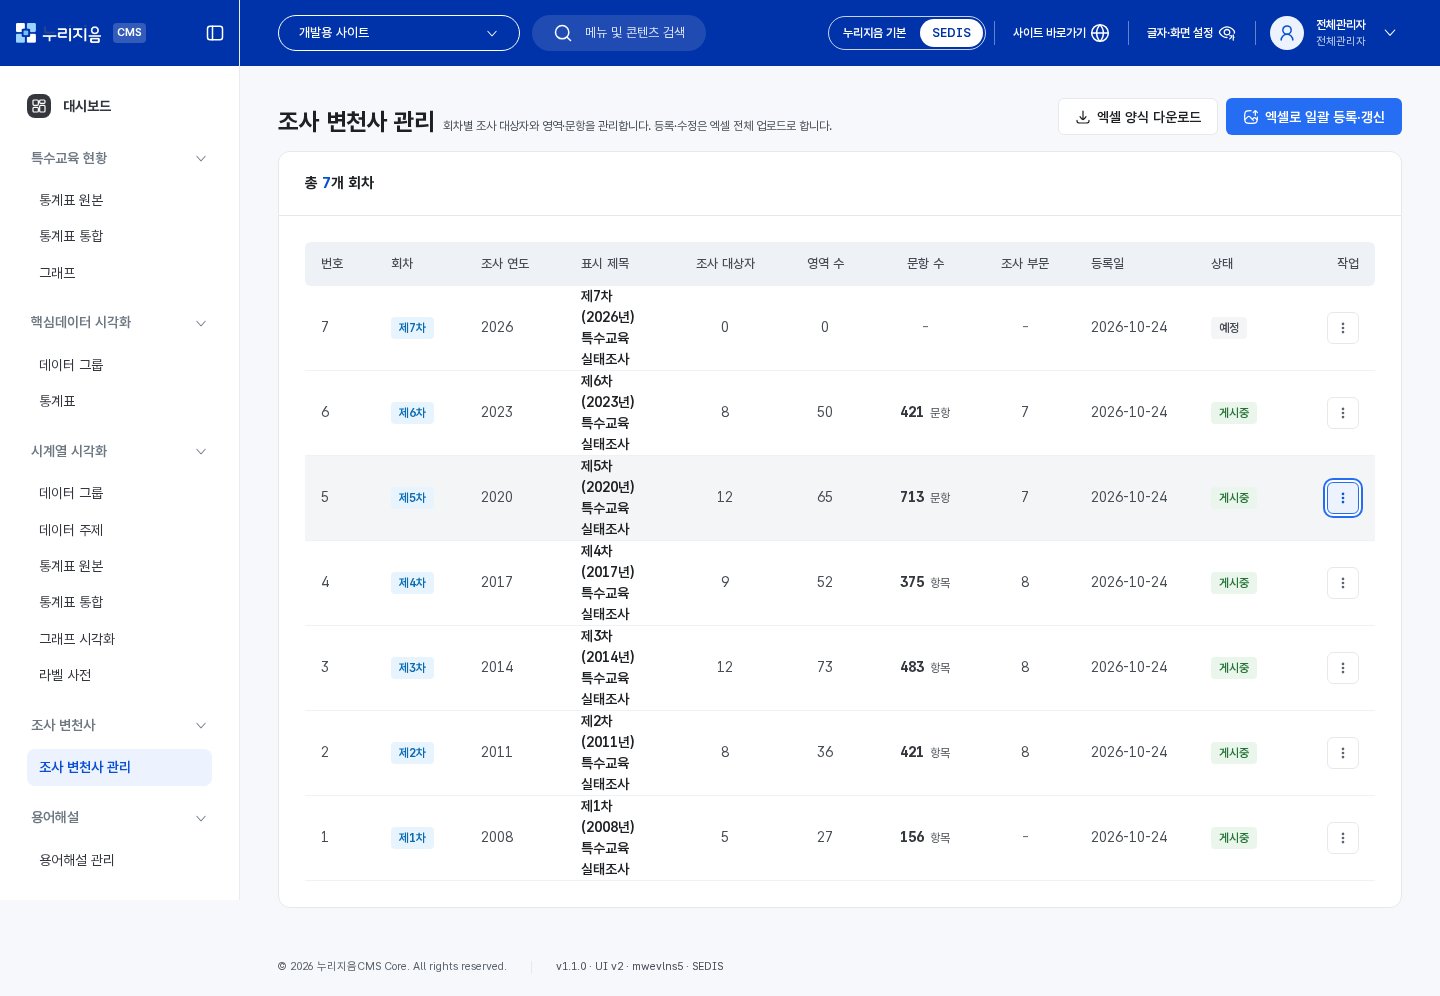 누리지음 CMS
개발용 사이트
메뉴 및 콘텐츠 검색
누리지음 기본
SEDIS
사이트 바로가기
글자·화면 설정
전체관리자
전체관리자
대시보드
특수교육 현황
통계표 원본
통계표 통합
그래프
핵심데이터 시각화
데이터 그룹
통계표
시계열 시각화
데이터 그룹
데이터 주제
통계표 원본
통계표 통합
그래프 시각화
라벨 사전
조사 변천사
조사 변천사 관리
용어해설
용어해설 관리
조사 변천사 관리 회차별 조사 대상자와 영역·문항을 관리합니다. 등록·수정은 엑셀 전체 업로드로 합니다.
엑셀 양식 다운로드
엑셀로 일괄 등록·갱신
총 7개 회차
번호 회차 조사 연도 표시 제목 조사 대상자 영역 수 문항 수 조사 부문 등록일 상태 작업
7 제7차 2026 제7차 (2026년) 특수교육 실태조사 0 0 - - 2026-10-24 예정
6 제6차 2023 제6차 (2023년) 특수교육 실태조사 8 50 421 문항 7 2026-10-24 게시중
5 제5차 2020 제5차 (2020년) 특수교육 실태조사 12 65 713 문항 7 2026-10-24 게시중
4 제4차 2017 제4차 (2017년) 특수교육 실태조사 9 52 375 항목 8 2026-10-24 게시중
3 제3차 2014 제3차 (2014년) 특수교육 실태조사 12 73 483 항목 8 2026-10-24 게시중
2 제2차 2011 제2차 (2011년) 특수교육 실태조사 8 36 421 항목 8 2026-10-24 게시중
1 제1차 2008 제1차 (2008년) 특수교육 실태조사 5 27 156 항목 - 2026-10-24 게시중
© 2026 누리지음CMS Core. All rights reserved.
v1.1.0 · UI v2 · mwevlns5 · SEDIS